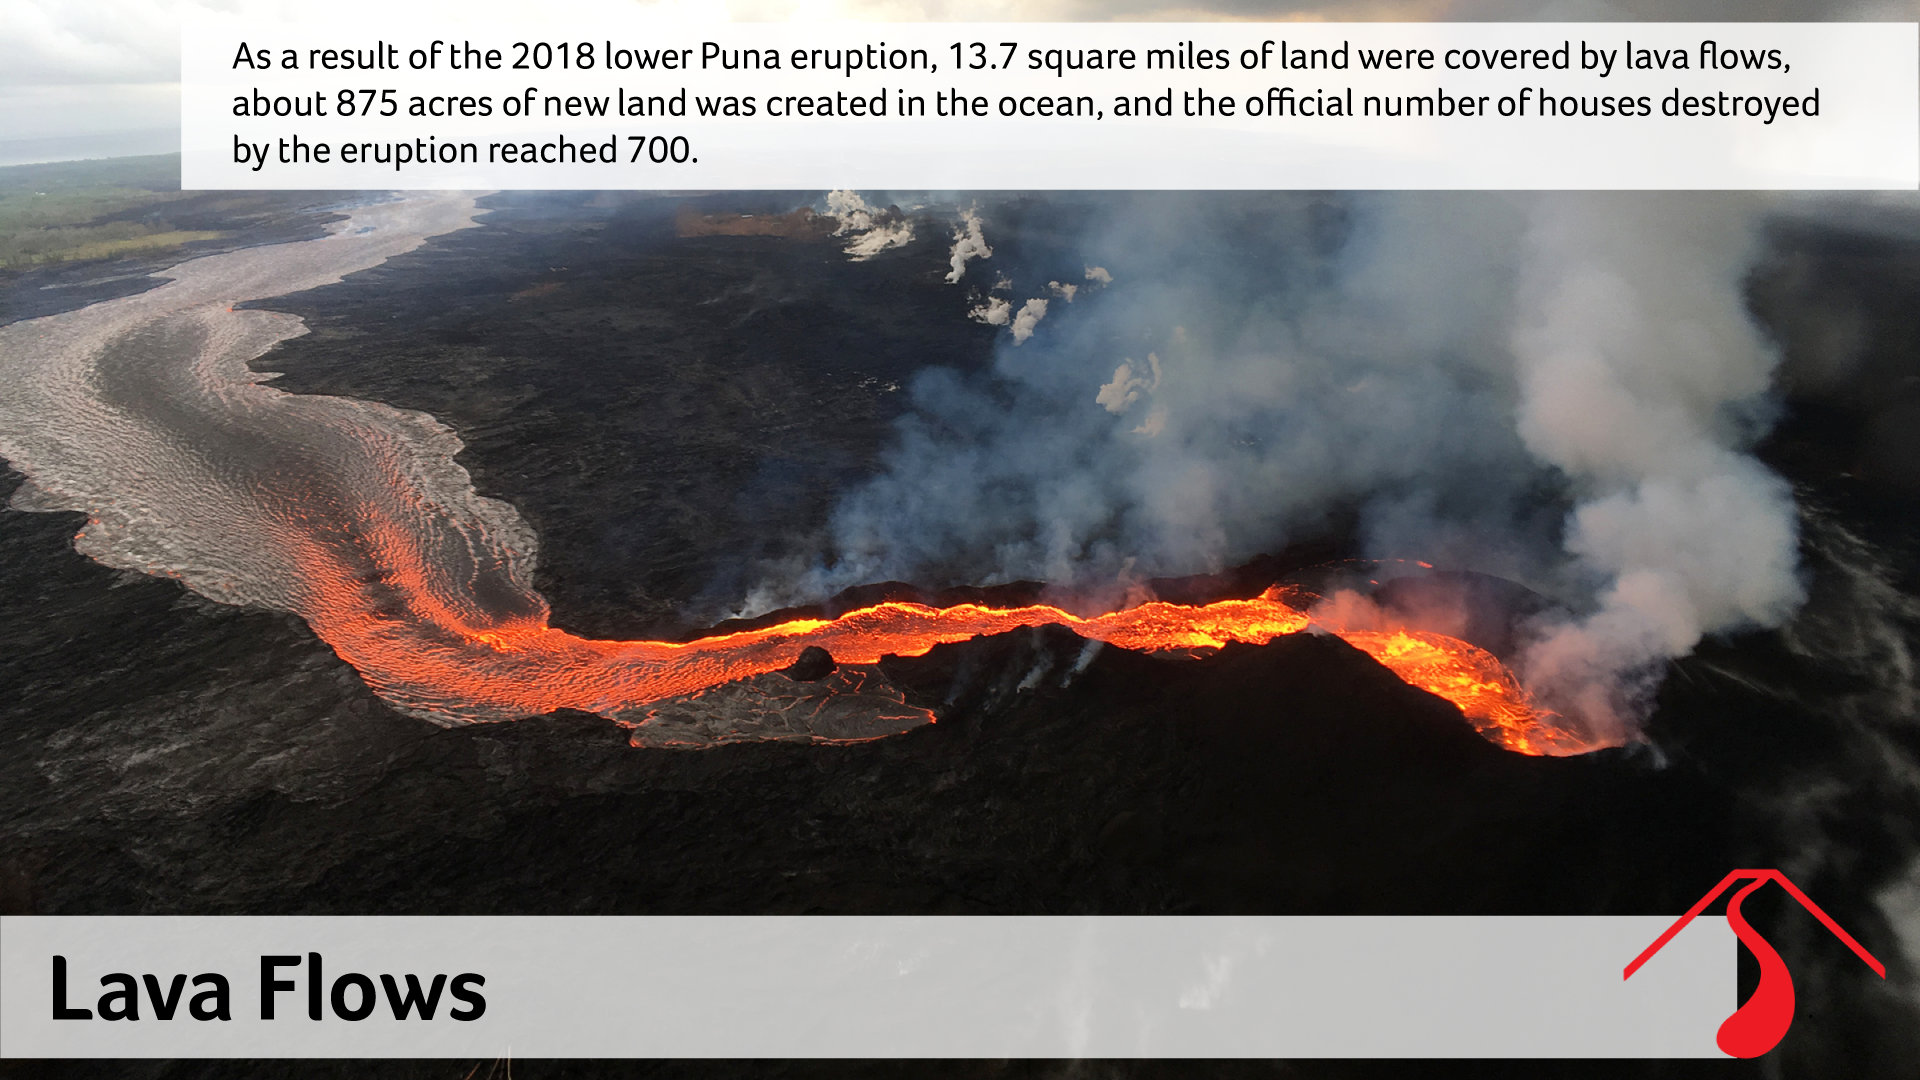 As a result of the 2018 lower Puna eruption, 13.7 square miles of land were covered by lava flows,
about 875 acres of new land was created in the ocean, and the official number of houses destroyed
by the eruption reached 700.
Lava Flows